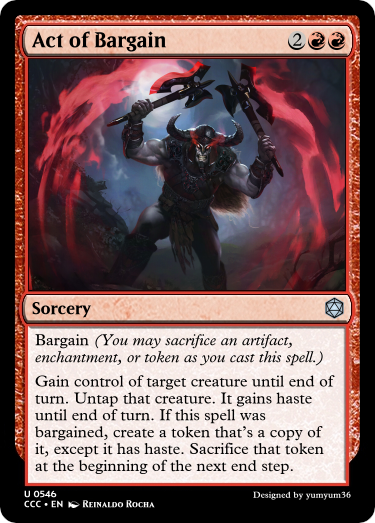 Act of Bargain 2
Sorcery
Bargain (You may sacrifice an artifact,
enchantment, or token as you cast this spell.)
Gain control of target creature until end of
turn. Untap that creature. It gains haste
until end of turn. If this spell was
bargained, create a token that's a copy of
it, except it has haste. Sacrifice that token
at the beginning of the next end step.
U 0546
CCC • EN Reinaldo Rocha
Designed by yumyum36